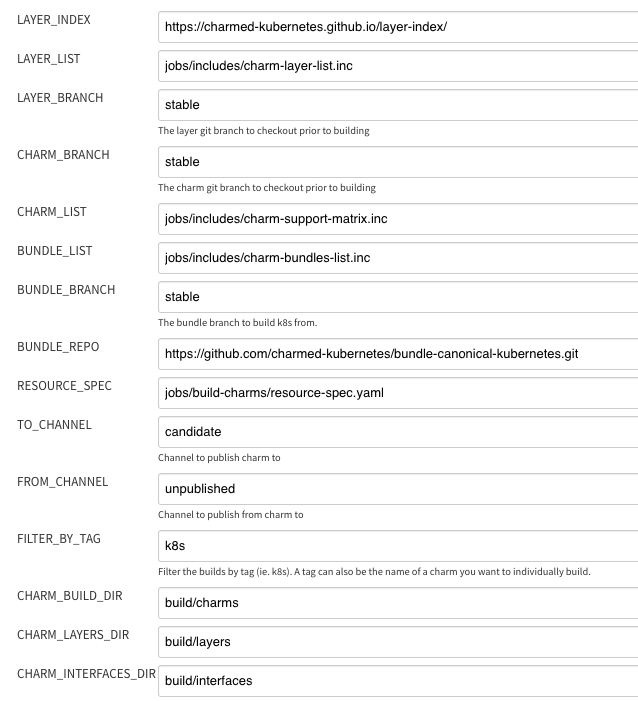 LAYER_INDEX
https://charmed-kubernetes.github.io/layer-index/
LAYER_LIST
jobs/includes/charm-layer-list.inc
LAYER_BRANCH
stable
The layer git branch to checkout prior to building
CHARM_BRANCH
stable
The charm git branch to checkout prior to building
CHARM_LIST
jobs/includes/charm-support-matrix.inc
BUNDLE_LIST
jobs/includes/charm-bundles-list.inc
BUNDLE_BRANCH
stable
The bundle branch to build k8s from.
BUNDLE_REPO
https://github.com/charmed-kubernetes/bundle-canonical-kubernetes.git
RESOURCE_SPEC
jobs/build-charms/resource-spec.yaml
TO_CHANNEL
candidate
Channel to publish charm to
FROM_CHANNEL
unpublished
Channel to publish from charm to
FILTER_BY_TAG
k8s
Filter the builds by tag (ie. k8s). A tag can also be the name of a charm you want to individually build.
CHARM_BUILD_DIR
build/charms
CHARM_LAYERS_DIR
build/layers
CHARM_INTERFACES_DIR
build/interfaces